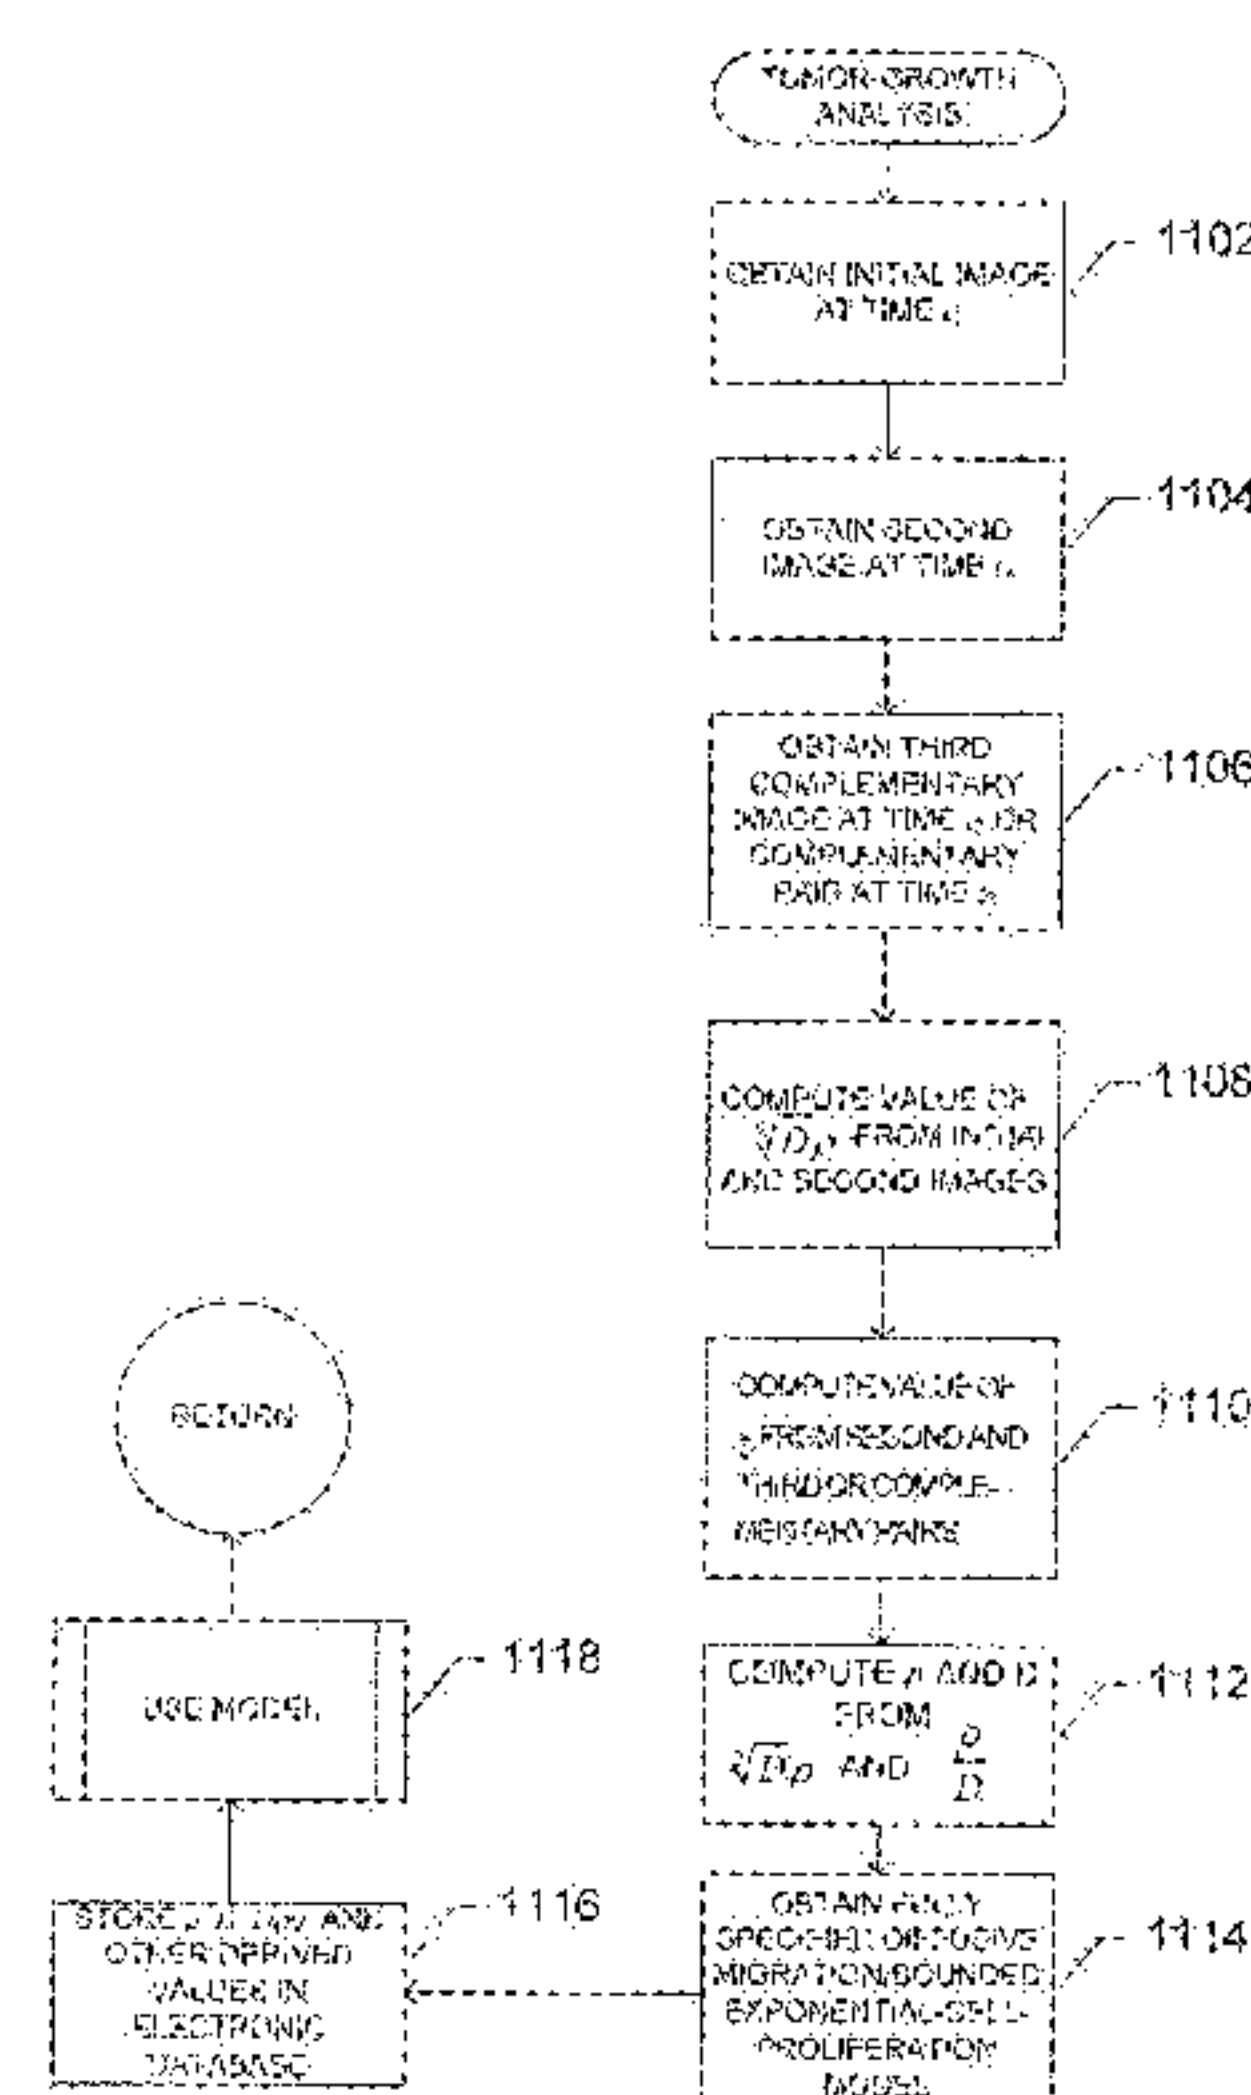 TUMOR-GROWTH
ANALYSIS
1102
OBTAIN INITIAL IMAGE
AT TIME
1104
OBTAIN SECOND
IMAGE AT TIME
1106
OBTAIN THIRD
COMPLEMENTARY
IMAGE AT TIME OR
COMPLEMENTARY
PAIR AT TIME
1108
COMPUTE VALUE OF
√Dρ FROM INITIAL
AND SECOND IMAGES
1110
COMPUTE VALUE OF
FROM SECOND AND
THIRD OR COMPLE-
MENTARY PAIRS
1112
COMPUTE ρ AND D
FROM
√Dρ AND ρ/D
1114
OBTAIN FULLY
SPECIFIED DIFFUSIVE
MIGRATION/BOUNDED
EXPONENTIAL-CELL-
PROLIFERATION
MODEL
1116
STORE AND
OTHER DERIVED
VALUES IN
ELECTRONIC
DATABASE
1118
USE MODEL
RETURN